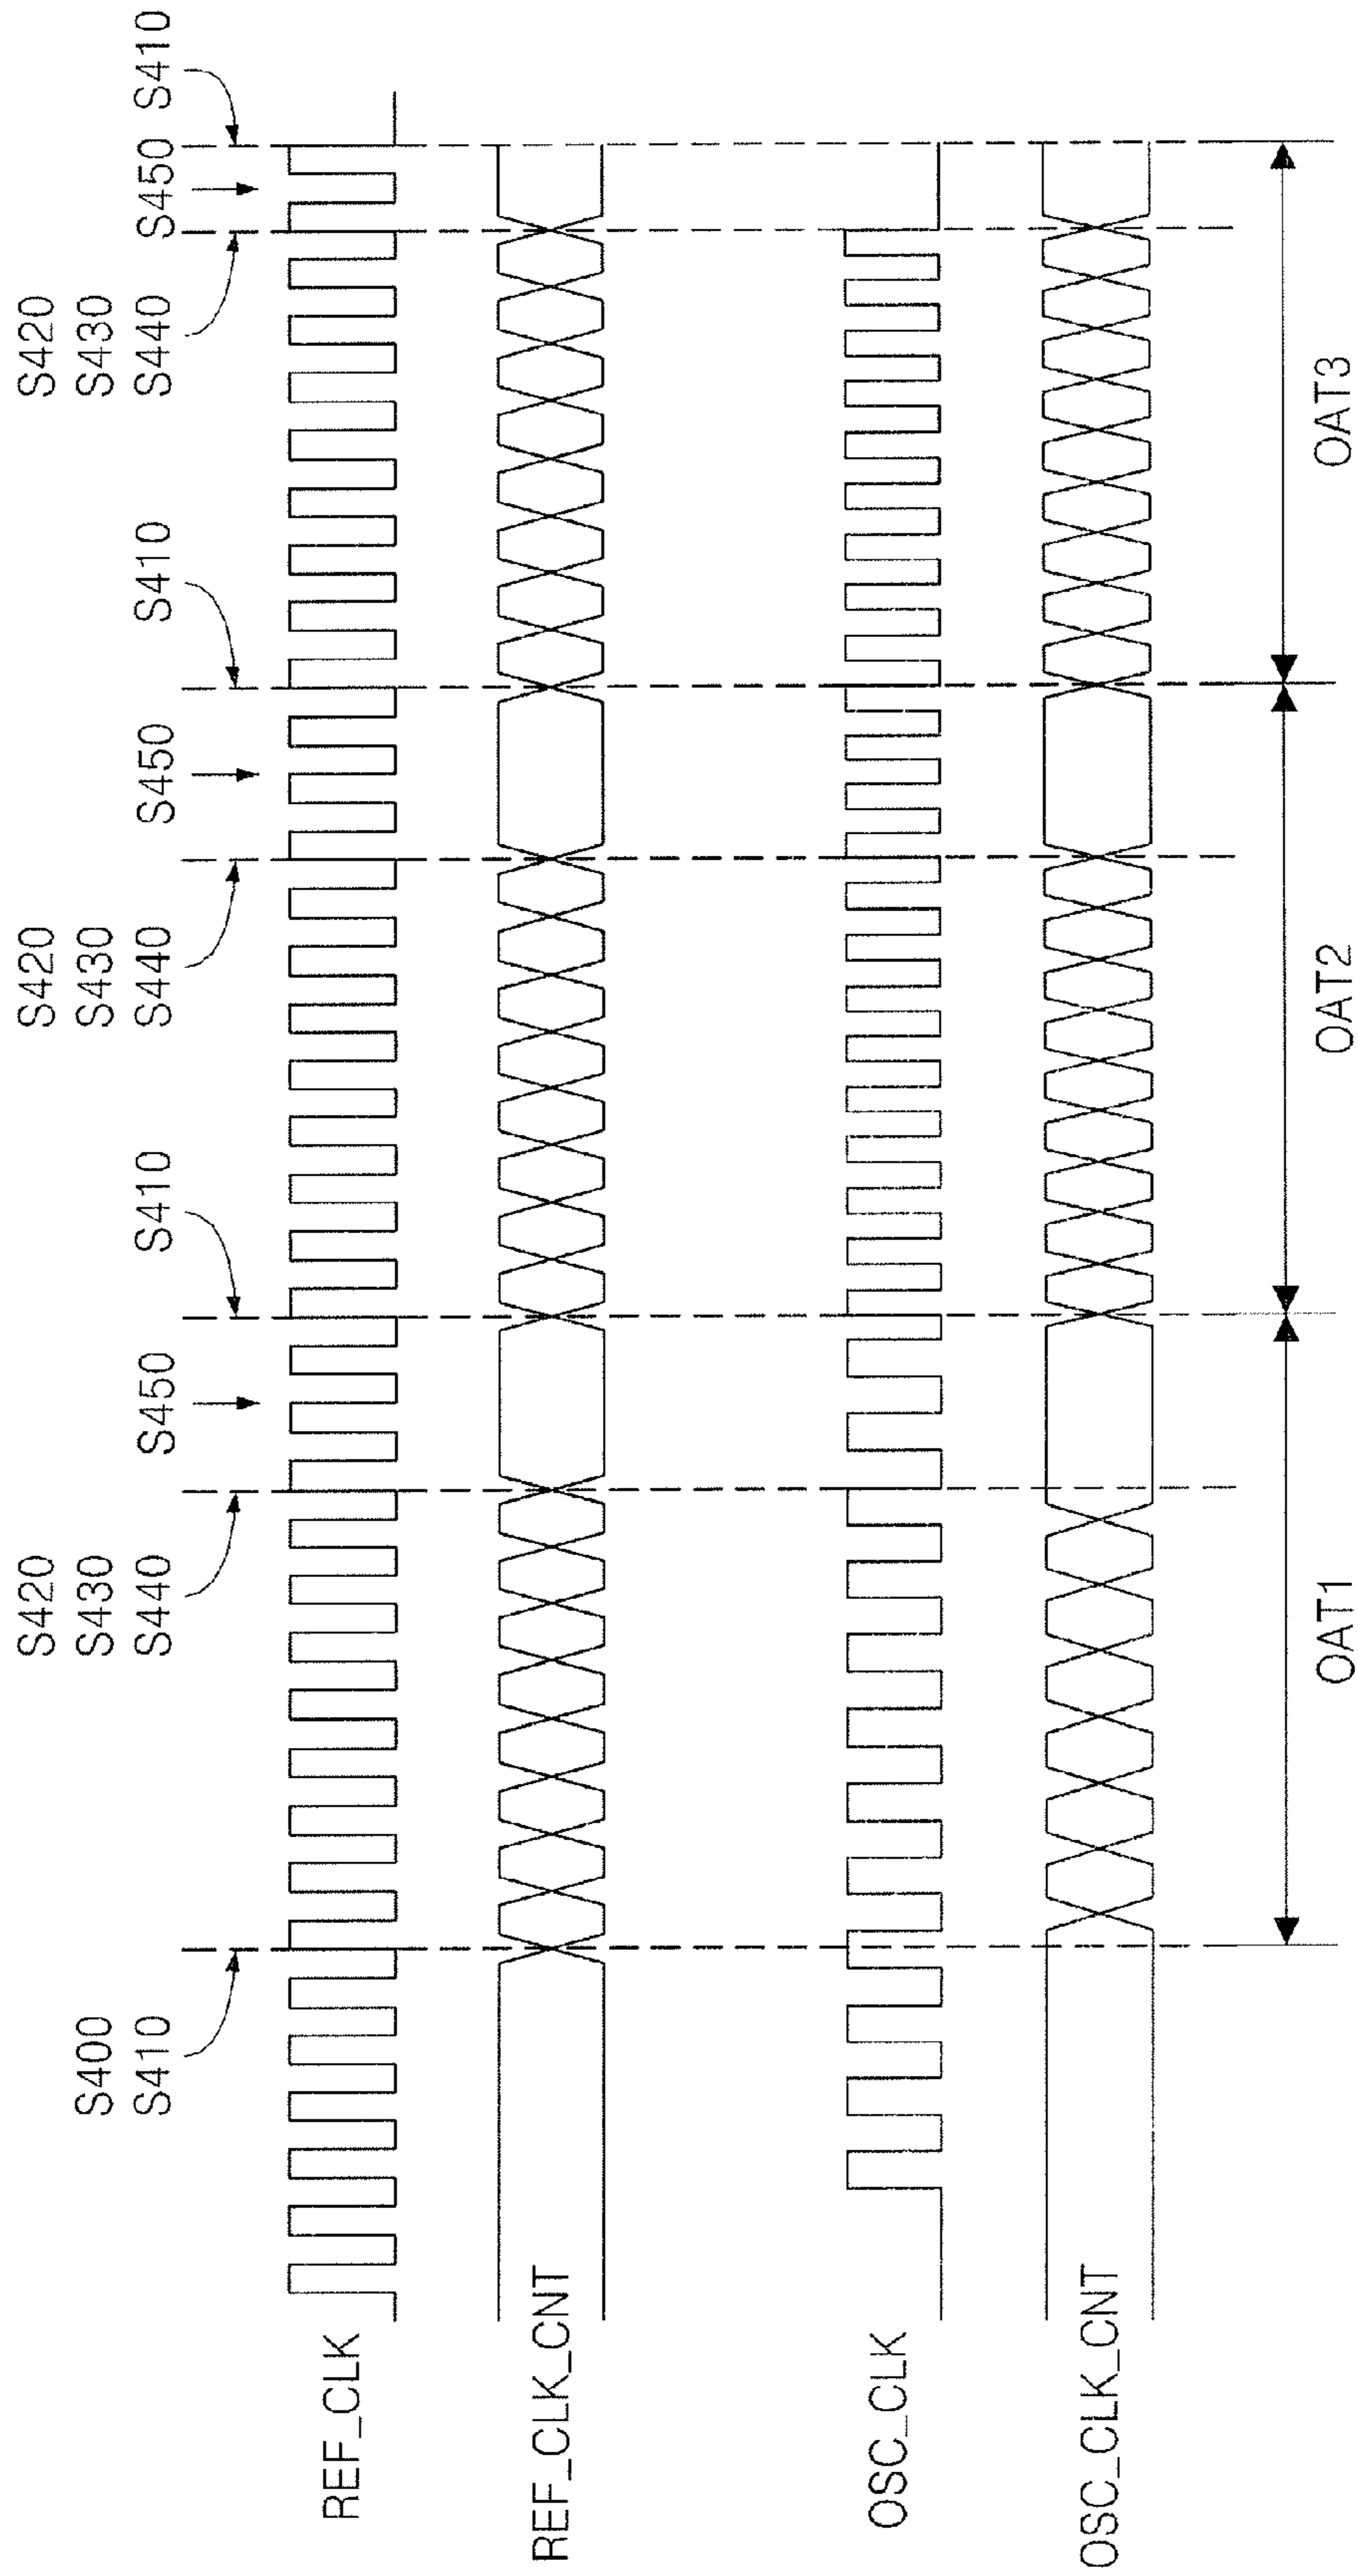 S400
S410
S420
S430
S440
S450
S410
S420
S430
S440
S450
S410
S420
S430
S440
S450
S410
REF_CLK
REF_CLK_CNT
OSC_CLK
OSC_CLK_CNT
OAT1
OAT2
OAT3